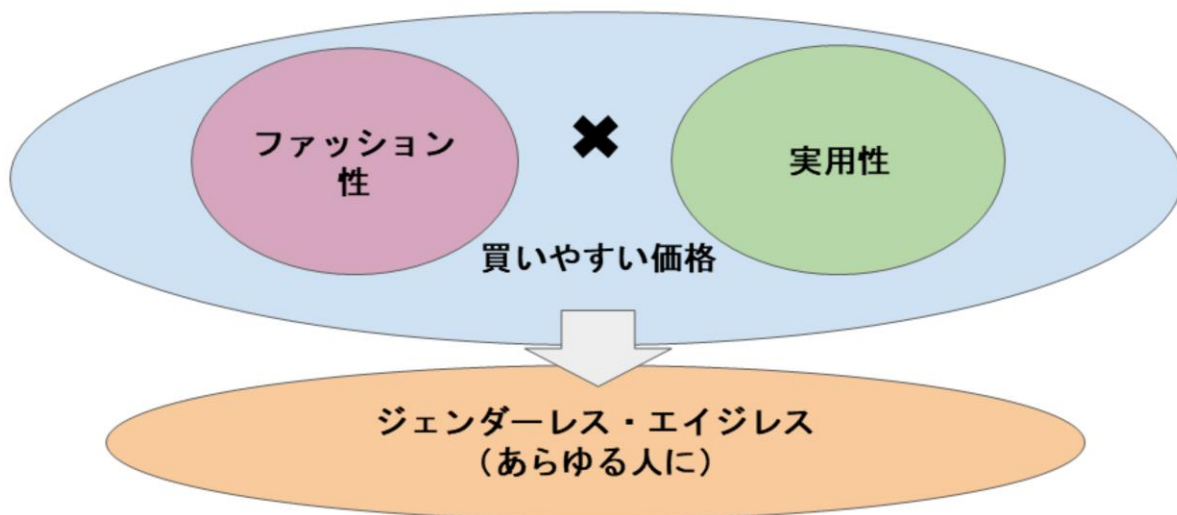 ファッション
性
✖
実用性
買いやすい価格
ジェンダーレス・エイジレス
（あらゆる人に）